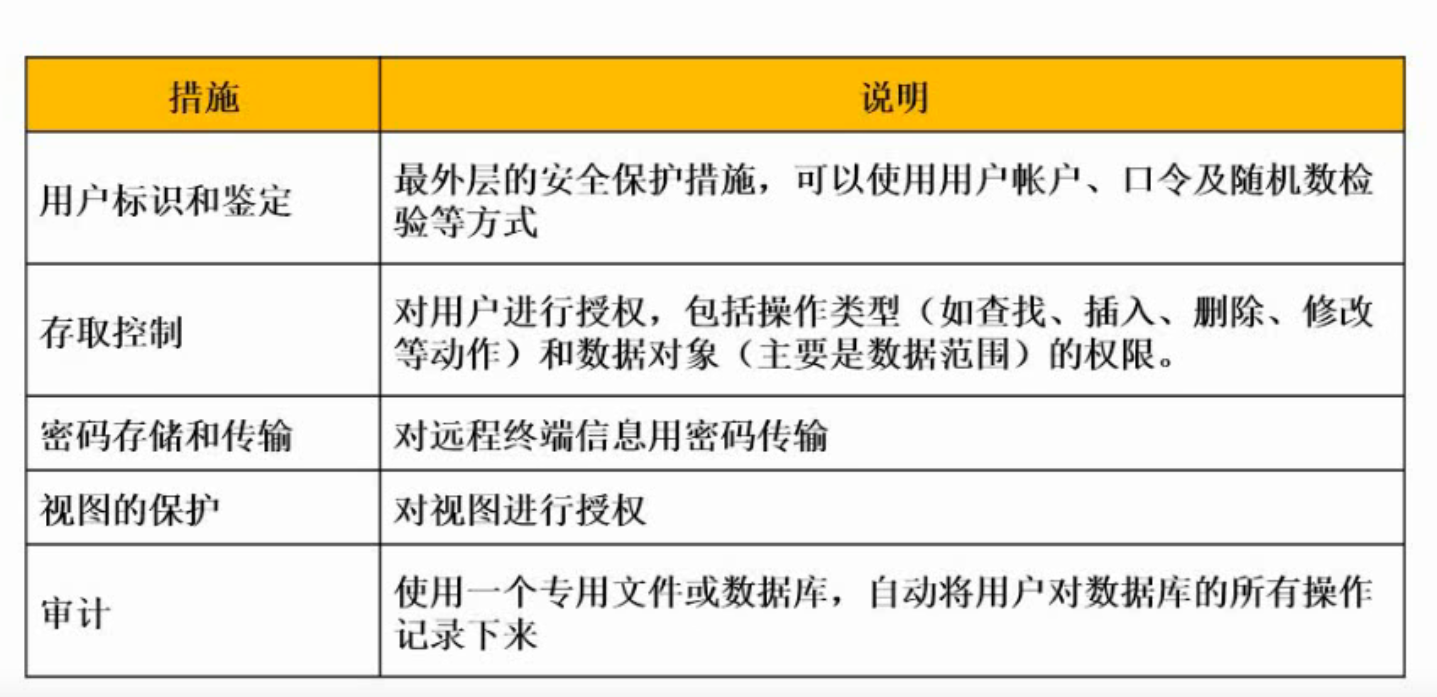 措施
说明
用户标识和鉴定
最外层的安全保护措施，可以使用用户帐户、口令及随机数检
验等方式
存取控制
对用户进行授权，包括操作类型（如查找、插入、删除、修改
等动作）和数据对象（主要是数据范围）的权限。
密码存储和传输
对远程终端信息用密码传输
视图的保护
对视图进行授权
审计
使用一个专用文件或数据库，自动将用户对数据库的所有操作
记录下来